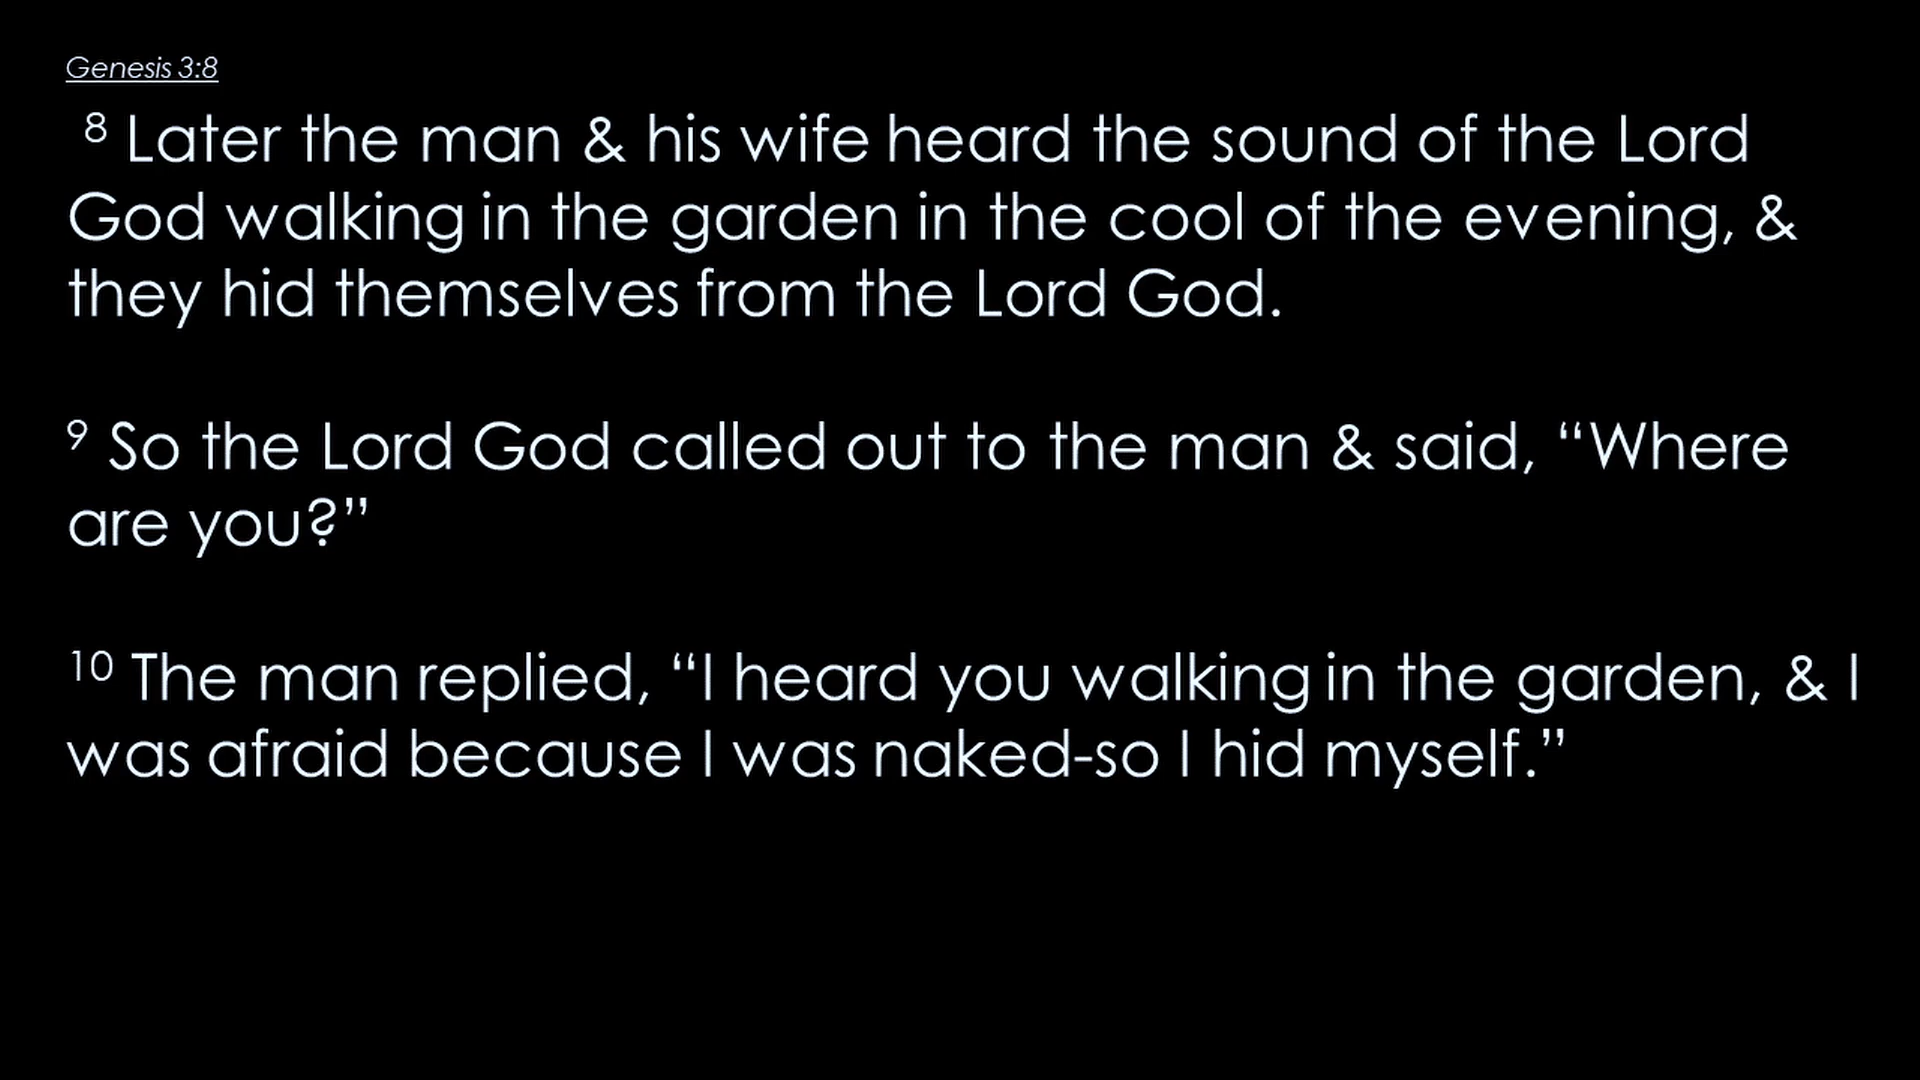 Genesis 3:8
8 Later the man & his wife heard the sound of the Lord
God walking in the garden in the cool of the evening, &
they hid themselves from the Lord God.
9 So the Lord God called out to the man & said, “Where
are you?”
10 The man replied, “I heard you walking in the garden, & I
was afraid because I was naked-so I hid myself.”